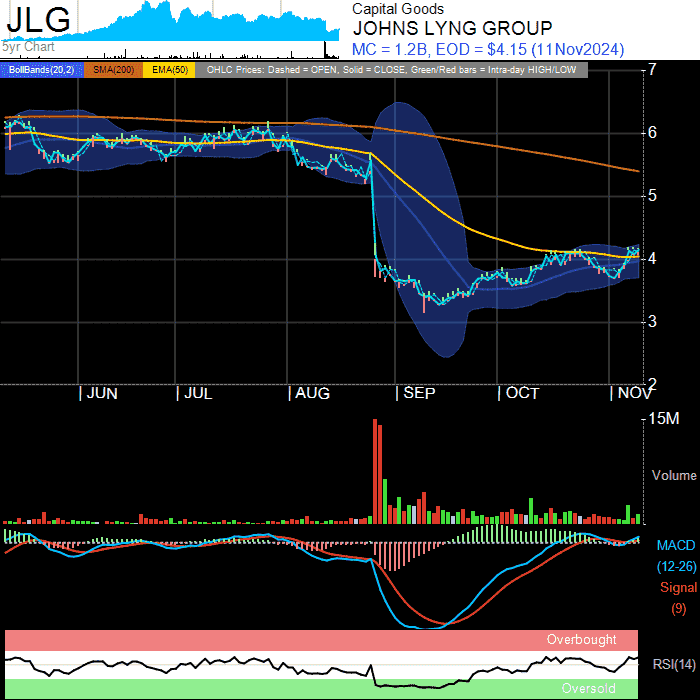 JLG
5yr Chart
Capital Goods
JOHNS LYNG GROUP
MC = 1.2B, EOD = $4.15 (11Nov2024)
BollBands(20,2) SMA(200) EMA(50) OHLC Prices: Dashed = OPEN, Solid = CLOSE, Green/Red bars = Intra-day HIGH/LOW
7
6
5
4
3
2
JUN JUL AUG SEP OCT NOV
15M
Volume
MACD
(12-26)
Signal
(9)
Overbought
RSI(14)
Oversold